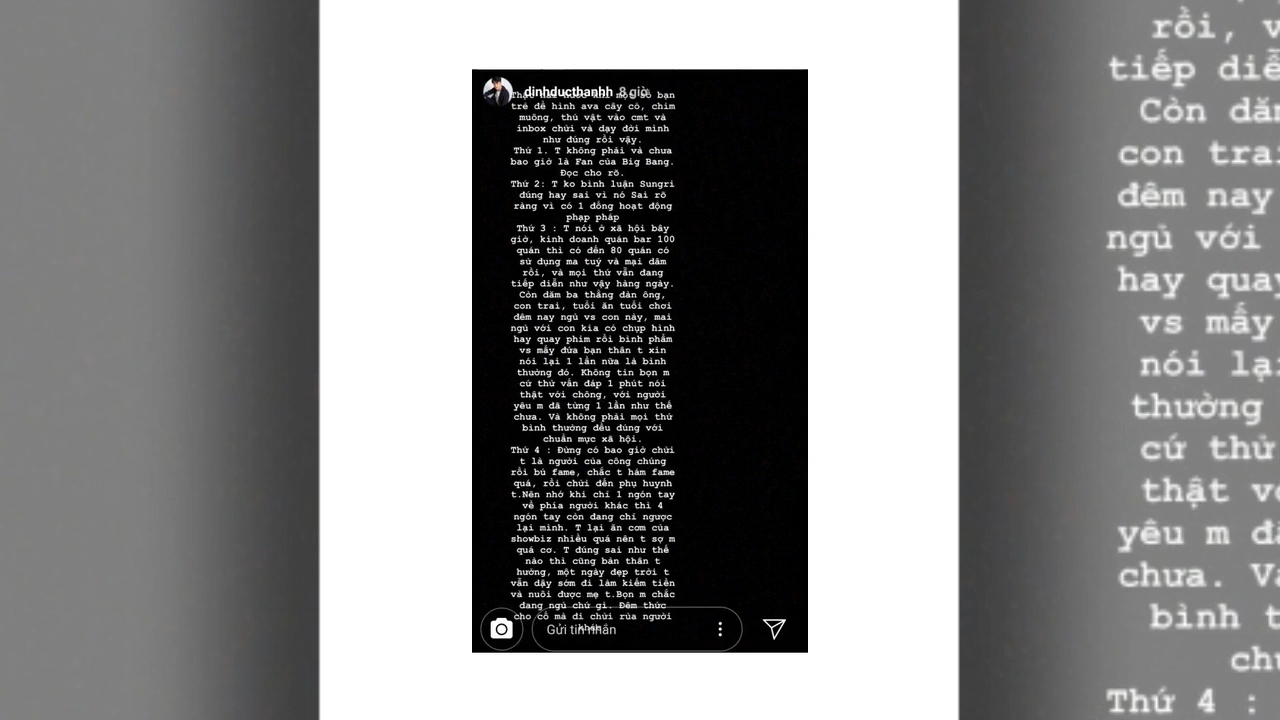 dinhducthanhh 8 giờ
bạn
trẻ để hình ava cây cỏ, chim
muông, thú vật vào cmt và
inbox chửi và dạy đời mình
như đúng rồi vậy.
Thứ 1. T không phải và chưa
bao giờ là Fan của Big Bang.
Đọc cho rõ.
Thứ 2: T ko bình luận Sungri
đúng hay sai vì nó Sai rõ
ràng vì có 1 đống hoạt động
phạp pháp
Thứ 3 : T nói ở xã hội bây
giờ, kinh doanh quán bar 100
quán thì có đến 80 quán có
sử dụng ma tuý và mại dâm
rồi, và mọi thứ vẫn đang
tiếp diễn như vậy hàng ngày.
Còn dăm ba thằng đàn ông,
con trai, tuổi ăn tuổi chơi
đêm nay ngủ vs con này, mai
ngủ với con kia có chụp hình
hay quay phim rồi bình phẩm
vs mấy đứa bạn thân t xin
nói lại 1 lần nữa là bình
thường đó. Không tin bọn m
cứ thử vấn đáp 1 phút nói
thật với chồng, với người
yêu m đã từng 1 lần như thế
chưa. Và không phải mọi thứ
bình thường đều đúng với
chuẩn mực xã hội.
Thứ 4 : Đừng có bao giờ chửi
t là người của công chúng
rồi bú fame, chắc t hám fame
quá, rồi chửi đến phụ huynh
t.Nên nhớ khi chỉ 1 ngón tay
về phía người khác thì 4
ngón tay còn đang chỉ ngược
lại mình. T lại ăn cơm của
showbiz nhiều quá nên t sợ m
quá cơ. T đúng sai như thế
nào thì cũng bản thân t
hưởng, một ngày đẹp trời t
vẫn dậy sớm đi làm kiếm tiền
và nuôi được mẹ t.Bọn m chắc
đang ngủ chứ gì. Đêm thức
cho cố mà đi chửi rủa người
khác
Gửi tin nhắn
rồi, v
tiếp diễ
Còn dăm
con trai
đêm nay
ngủ với
hay quay
vs mấy
nói lại
thường
cứ thử
thật vớ
yêu m đã
chưa. Và
bình t
chu
Thứ 4 :